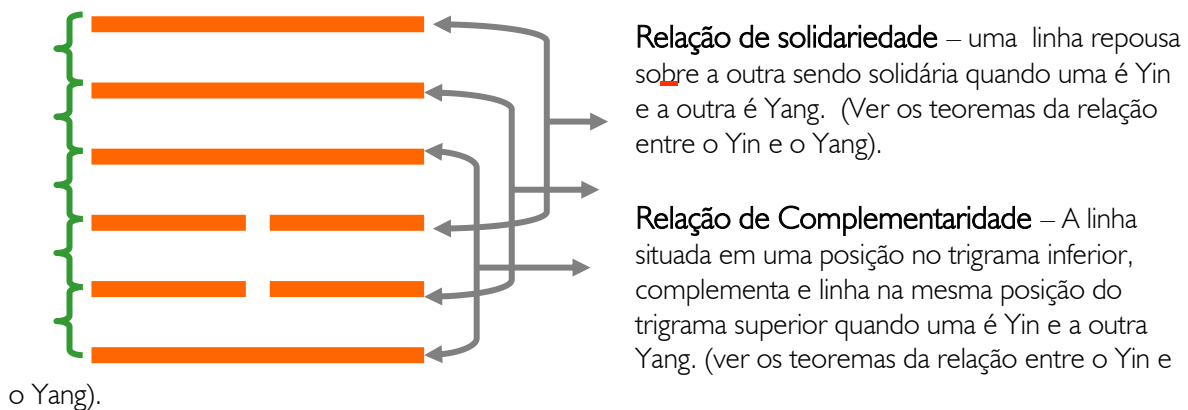 Relação de solidariedade – uma linha repousa
sobre a outra sendo solidária quando uma é Yin
e a outra é Yang. (Ver os teoremas da relação
entre o Yin e o Yang).
Relação de Complementaridade – A linha
situada em uma posição no trigrama inferior,
complementa e linha na mesma posição do
trigrama superior quando uma é Yin e a outra
Yang. (ver os teoremas da relação entre o Yin e
o Yang).